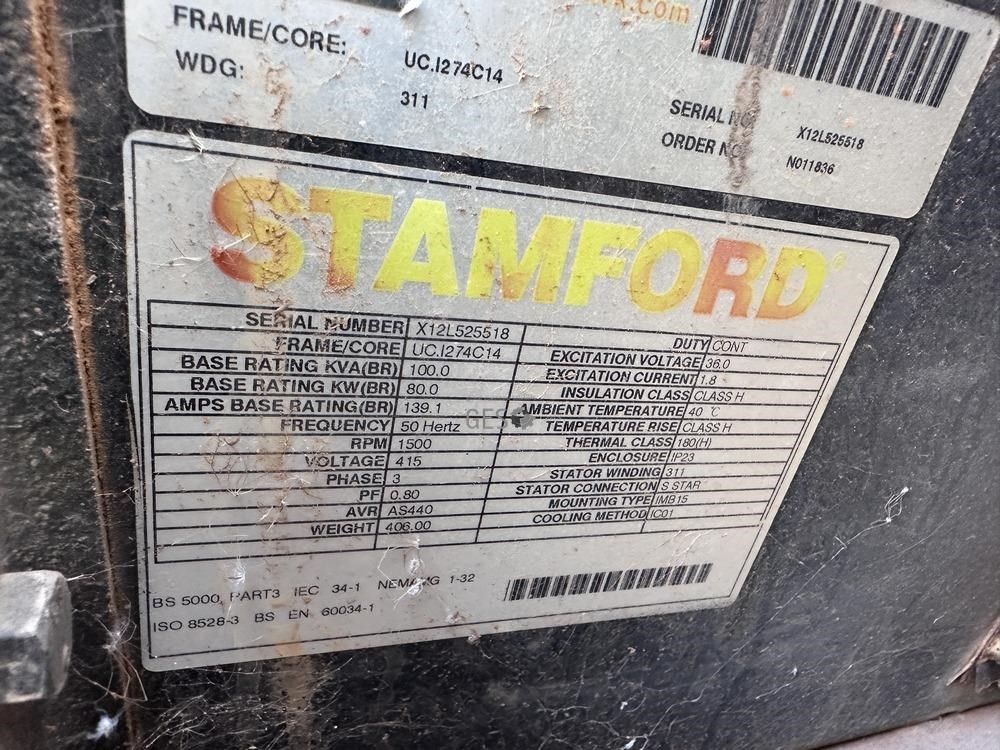 k.com
FRAME/CORE: UC.I274C14
WDG: 311
SERIAL NO X12L525518
ORDER N N011836
STAMFORD®
SERIAL NUMBER X12L525518 DUTY CONT
FRAME/CORE UC.I274C14 EXCITATION VOLTAGE 36.0
BASE RATING KVA(BR) 100.0 EXCITATION CURRENT 1.8
BASE RATING KW(BR) 80.0 INSULATION CLASS CLASS H
AMPS BASE RATING(BR) 139.1 AMBIENT TEMPERATURE 40 ℃
FREQUENCY 50 Hertz TEMPERATURE RISE CLASS H
RPM 1500 THERMAL CLASS 180(H)
VOLTAGE 415 ENCLOSURE IP23
PHASE 3 STATOR WINDING 311
PF 0.80 STATOR CONNECTION S STAR
AVR AS440 MOUNTING TYPE IMB15
WEIGHT 406.00 COOLING METHOD IC01
GES
BS 5000, PART3 IEC 34-1 NEMA MG 1-32
ISO 8528-3 BS EN 60034-1